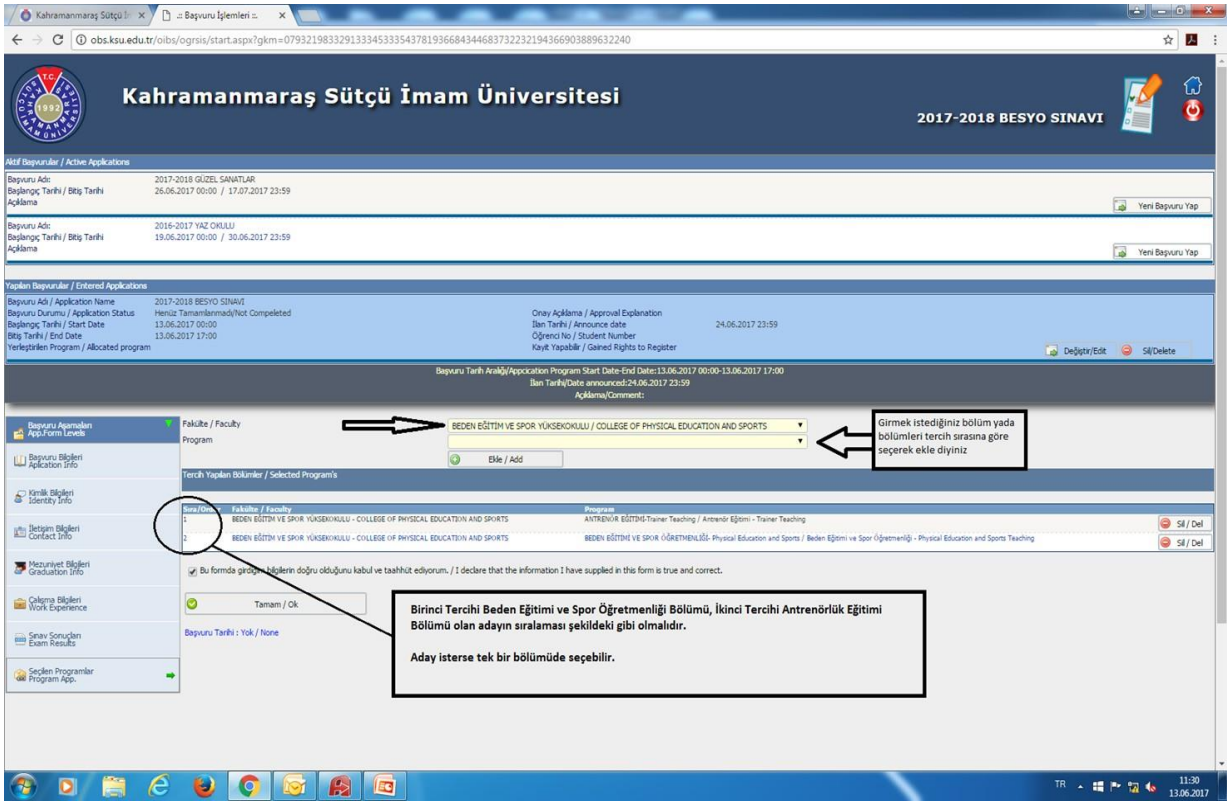 Kahramanmaraş Sütçü İm
.:: Başvuru İşlemleri ::.
obs.ksu.edu.tr/oibs/ogrsis/start.aspx?gkm=0793219833291333453335437819366843446837322321943669038896322​40
T.C.
1992
Kahramanmaraş Sütçü İmam Üniversitesi
2017-2018 BESYO SINAVI
Aktif Başvurular / Active Applications
Başvuru Adı: 2017-2018 GÜZEL SANATLAR
Başlangıç Tarihi / Bitiş Tarihi 26.06.2017 00:00 / 17.07.2017 23:59
Açıklama
Yeni Başvuru Yap
Başvuru Adı: 2016-2017 YAZ OKULU
Başlangıç Tarihi / Bitiş Tarihi 19.06.2017 00:00 / 30.06.2017 23:59
Açıklama
Yeni Başvuru Yap
Yapılan Başvurular / Entered Applications
Başvuru Adı / Application Name 2017-2018 BESYO SINAVI
Başvuru Durumu / Application Status Henüz Tamamlanmadı/Not Compeleted Onay Açıklama / Approval Explanation
Başlangıç Tarihi / Start Date 13.06.2017 00:00 İlan Tarihi / Announce date 24.06.2017 23:59
Bitiş Tarihi / End Date 13.06.2017 17:00 Öğrenci No / Student Number
Yerleştirilen Program / Allocated program Kayıt Yapabilir / Gained Rights to Register
Değiştir/Edit Sil/Delete
Başvuru Tarih Aralığı/Appcication Program Start Date-End Date:13.06.2017 00:00-13.06.2017 17:00
İlan Tarihi/Date announced:24.06.2017 23:59
Açıklama/Comment:
Başvuru Aşamaları
App.Form Levels
Başvuru Bilgileri
Aplication Info
Kimlik Bilgileri
Identity Info
İletişim Bilgileri
Contact Info
Mezuniyet Bilgileri
Graduation Info
Çalışma Bilgileri
Work Experience
Sınav Sonuçları
Exam Results
Seçilen Programlar
Program App.
Fakülte / Faculty BEDEN EĞİTİM VE SPOR YÜKSEKOKULU / COLLEGE OF PHYSICAL EDUCATION AND SPORTS
Program
Ekle / Add
Girmek istediğiniz bölüm yada
bölümleri tercih sırasına göre
seçerek ekle diyiniz
Tercih Yapılan Bölümler / Selected Program's
Sıra/Order Fakülte / Faculty Program
1 BEDEN EĞİTİM VE SPOR YÜKSEKOKULU - COLLEGE OF PHYSICAL EDUCATION AND SPORTS ANTRENÖR EĞİTİMİ-Trainer Teaching / Antrenör Eğitimi - Trainer Teaching Sil / Del
2 BEDEN EĞİTİM VE SPOR YÜKSEKOKULU - COLLEGE OF PHYSICAL EDUCATION AND SPORTS BEDEN EĞİTİMİ VE SPOR ÖĞRETMENLİĞİ- Physical Education and Sports / Beden Eğitimi ve Spor Öğretmenliği - Physical Education and Sports Teaching Sil / Del
Bu formda girdiğim bilgilerin doğru olduğunu kabul ve taahhüt ediyorum. / I declare that the information I have supplied in this form is true and correct.
Tamam / Ok
Başvuru Tarihi : Yok / None
Birinci Tercihi Beden Eğitimi ve Spor Öğretmenliği Bölümü, İkinci Tercihi Antrenörlük Eğitimi
Bölümü olan adayın sıralaması şekildeki gibi olmalıdır.
Aday isterse tek bir bölümüde seçebilir.
TR
11:30
13.06.2017